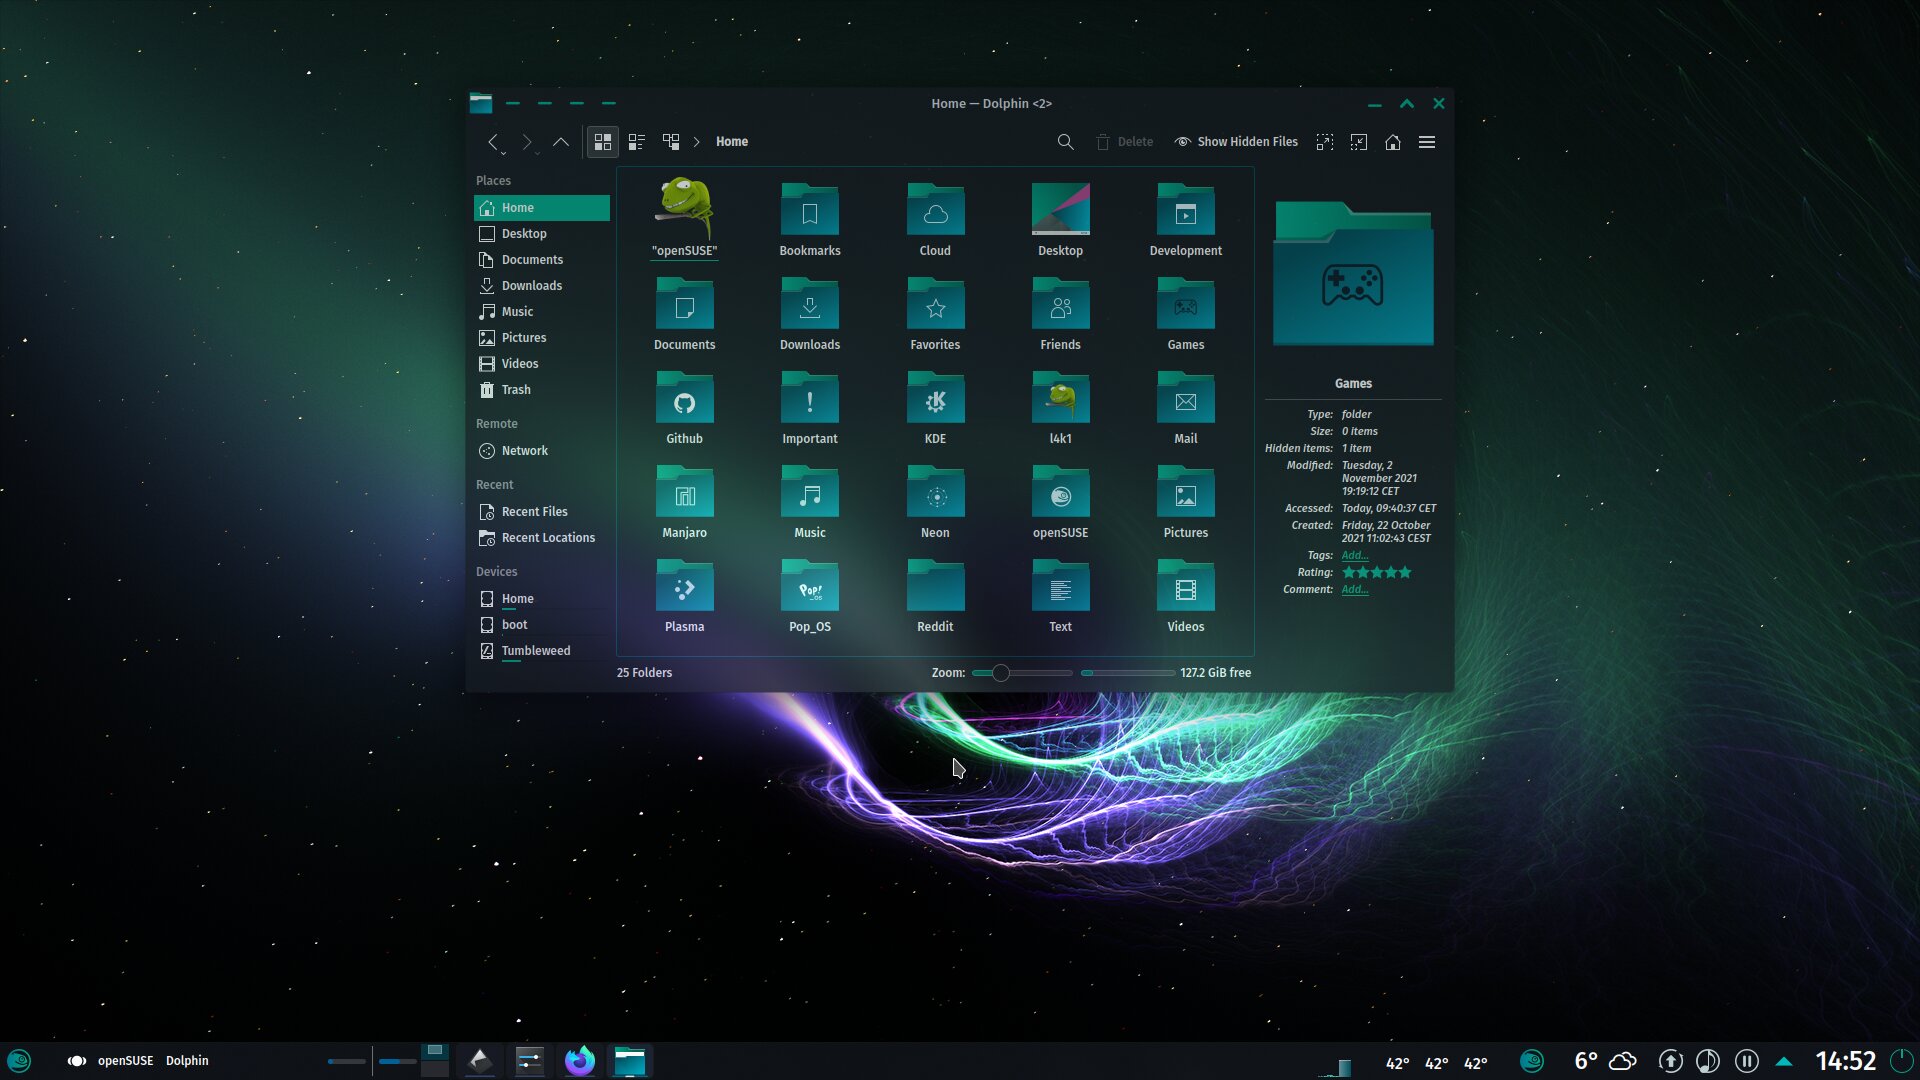 Home — Dolphin <2>
Home
Delete
Show Hidden Files
Places
Home
Desktop
Documents
Downloads
Music
Pictures
Videos
Trash
Remote
Network
Recent
Recent Files
Recent Locations
Devices
Home
boot
Tumbleweed
"openSUSE"
Bookmarks
Cloud
Desktop
Development
Documents
Downloads
Favorites
Friends
Games
Github
Important
KDE
l4k1
Mail
Manjaro
Music
Neon
openSUSE
Pictures
Pop!
_OS
Plasma
Pop_OS
Reddit
Text
Videos
25 Folders
Zoom:
127.2 GiB free
Games
Type: folder
Size: 0 items
Hidden items: 1 item
Modified: Tuesday, 2
November 2021
19:19:12 CET
Accessed: Today, 09:40:37 CET
Created: Friday, 22 October
2021 11:02:43 CEST
Tags: Add...
Rating:
Comment: Add...
openSUSE Dolphin
42° 42° 42°
6°
14:52